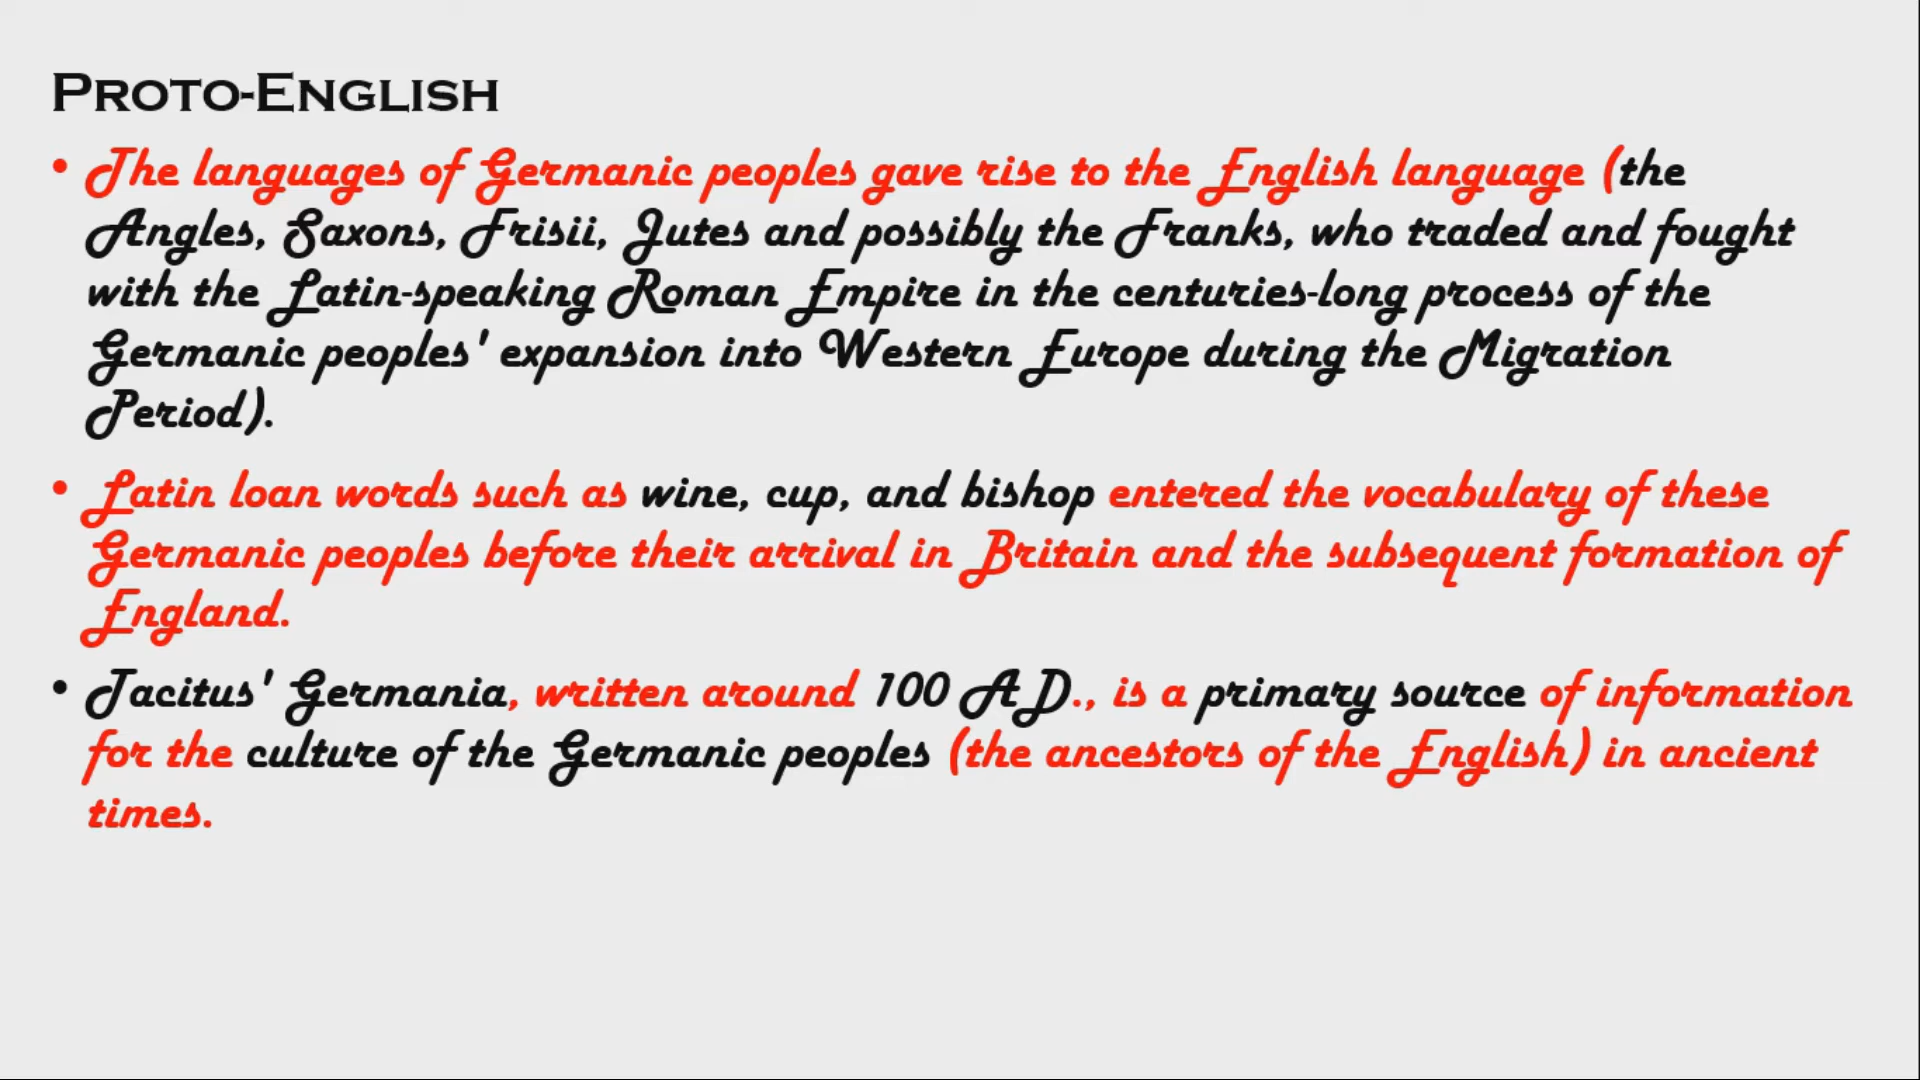 Proto-English
• The languages of Germanic peoples gave rise to the English language (the
Angles, Saxons, Frisii, Jutes and possibly the Franks, who traded and fought
with the Latin-speaking Roman Empire in the centuries-long process of the
Germanic peoples' expansion into Western Europe during the Migration
Period).
• Latin loan words such as wine, cup, and bishop entered the vocabulary of these
Germanic peoples before their arrival in Britain and the subsequent formation of
England.
• Tacitus' Germania, written around 100 AD., is a primary source of information
for the culture of the Germanic peoples (the ancestors of the English) in ancient
times.